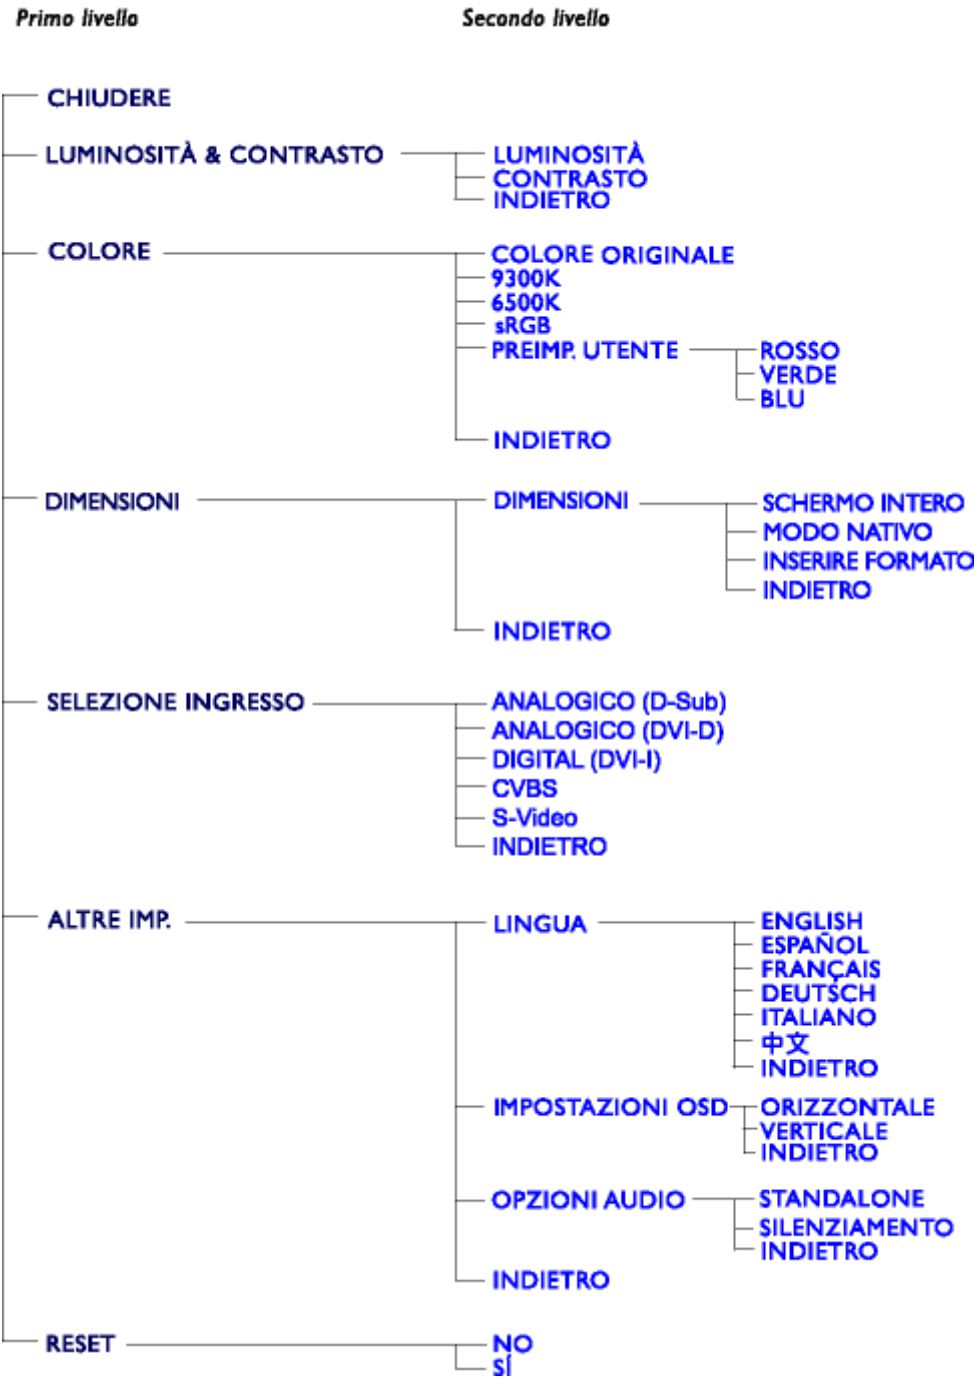 Primo livello Secondo livello
CHIUDERE
LUMINOSITÀ & CONTRASTO LUMINOSITÀ
CONTRASTO
INDIETRO
COLORE COLORE ORIGINALE
9300K
6500K
sRGB
PREIMP. UTENTE ROSSO
VERDE
BLU
INDIETRO
DIMENSIONI DIMENSIONI SCHERMO INTERO
MODO NATIVO
INSERIRE FORMATO
INDIETRO
INDIETRO
SELEZIONE INGRESSO ANALOGICO (D-Sub)
ANALOGICO (DVI-D)
DIGITAL (DVI-I)
CVBS
S-Video
INDIETRO
ALTRE IMP. LINGUA ENGLISH
ESPAÑOL
FRANÇAIS
DEUTSCH
ITALIANO
中文
INDIETRO
IMPOSTAZIONI OSD ORIZZONTALE
VERTICALE
INDIETRO
OPZIONI AUDIO STANDALONE
SILENZIAMENTO
INDIETRO
INDIETRO
RESET NO
SÍ